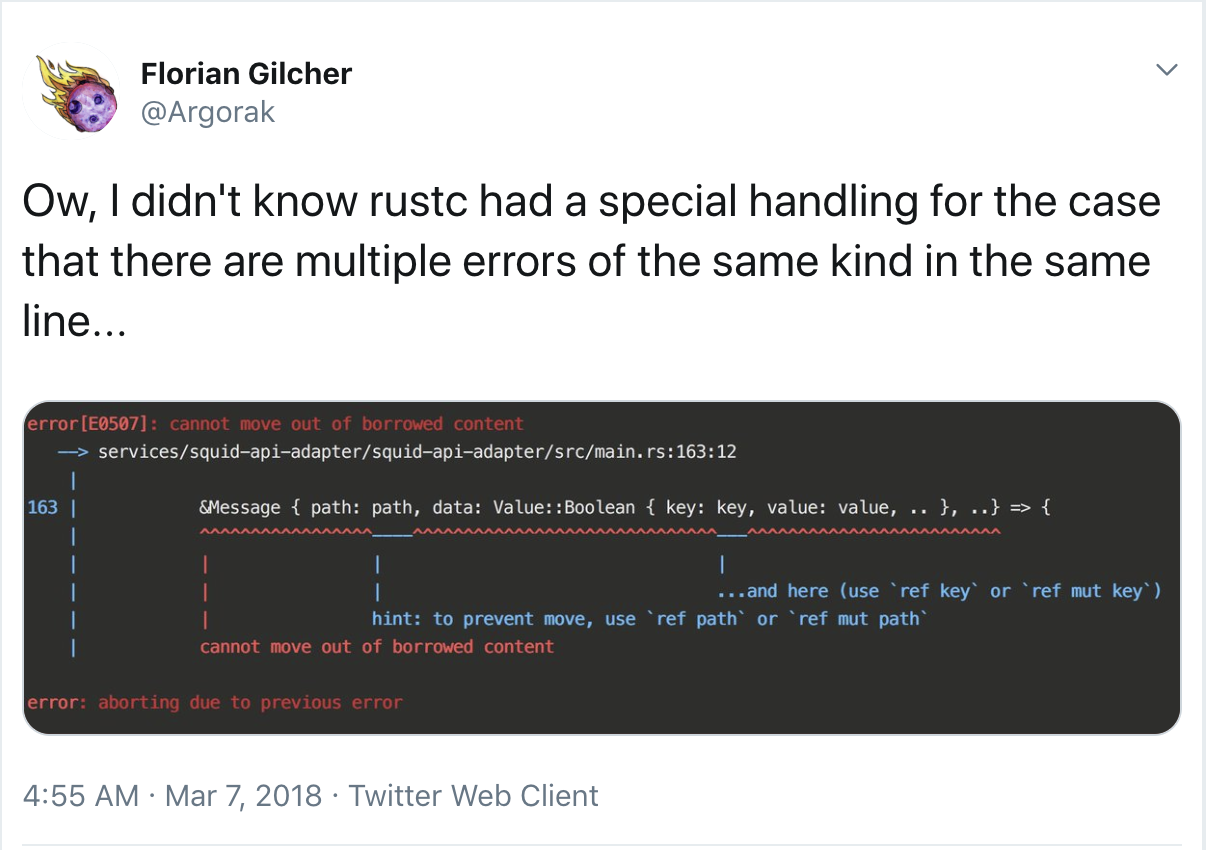 Florian Gilcher
@Argorak
Ow, I didn't know rustc had a special handling for the case
that there are multiple errors of the same kind in the same
line...
error[E0507]: cannot move out of borrowed content
--> services/squid-api-adapter/squid-api-adapter/src/main.rs:163:12
|
163 | &Message { path: path, data: Value::Boolean { key: key, value: value, .. }, ..} => {
| ^^^^^^^^^^^^^^^^^____^^^^^^^^^^^^^^^^^^^^^^^^^^^^^^___^^^^^^^^^^^^^^^^^^^^^^^^^
| | | |
| | | ...and here (use `ref key` or `ref mut key`)
| | hint: to prevent move, use `ref path` or `ref mut path`
| cannot move out of borrowed content
error: aborting due to previous error
4:55 AM · Mar 7, 2018 · Twitter Web Client